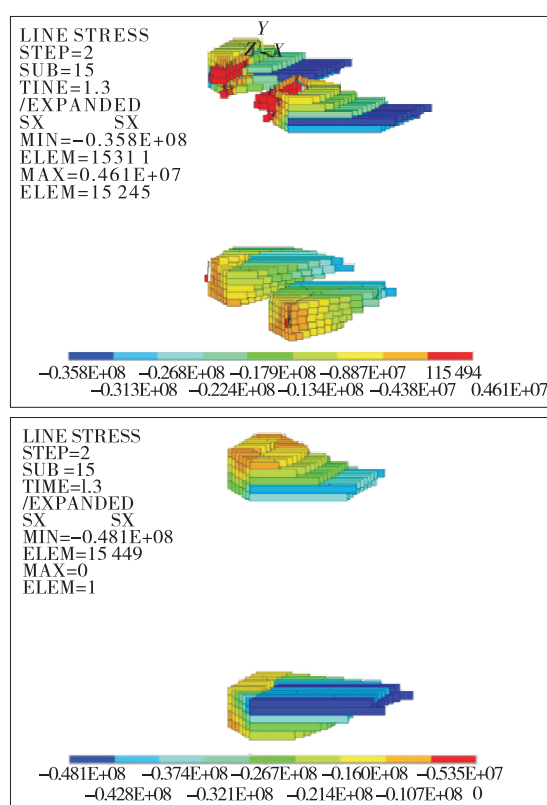 Y
Z X
LINE STRESS
STEP=2
SUB=15
TINE=1.3
/EXPANDED
SX SX
MIN=−0.358E+08
ELEM=1531 1
MAX=0.461E+07
ELEM=15 245
−0.358E+08 −0.268E+08 −0.179E+08 −0.887E+07 115 494
−0.313E+08 −0.224E+08 −0.134E+08 −0.438E+07 0.461E+07
LINE STRESS
STEP=2
SUB =15
TIME=l.3
/EXPANDED
SX SX
MIN=−0.481E+08
ELEM=15 449
MAX=0
ELEM=1
−0.481E+08 −0.374E+08 −0.267E+08 −0.160E+08 −0.535E+07
−0.428E+08 −0.321E+08 −0.214E+08 −0.107E+08 0